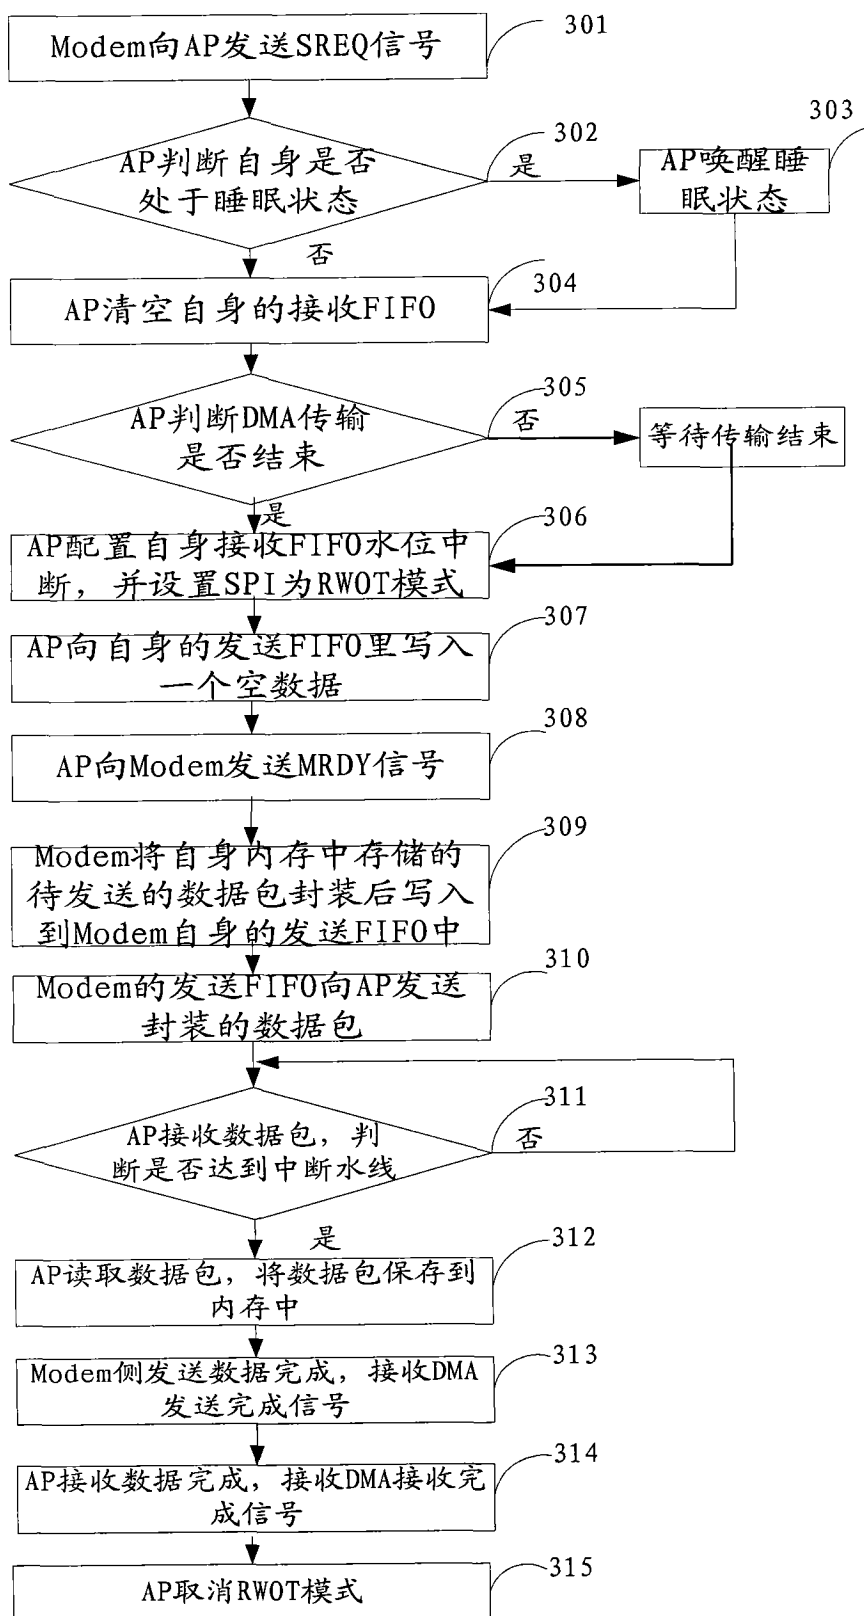 Modem向AP发送SREQ信号
301
AP判断自身是否
处于睡眠状态
302
是
303
AP唤醒睡
眠状态
否
AP清空自身的接收FIFO
304
AP判断DMA传输
是否结束
305
否
等待传输结束
是
AP配置自身接收FIFO水位中
断，并设置SPI为RWOT模式
306
AP向自身的发送FIFO里写入
一个空数据
307
AP向Modem发送MRDY信号
308
Modem将自身内存中存储的
待发送的数据包封装后写入
到Modem自身的发送FIFO中
309
Modem的发送FIFO向AP发送
封装的数据包
310
AP接收数据包，判
断是否达到中断水线
311
否
是
AP读取数据包，将数据包保存到
内存中
312
Modem侧发送数据完成，接收DMA
发送完成信号
313
AP接收数据完成，接收DMA接收完
成信号
314
AP取消RWOT模式
315